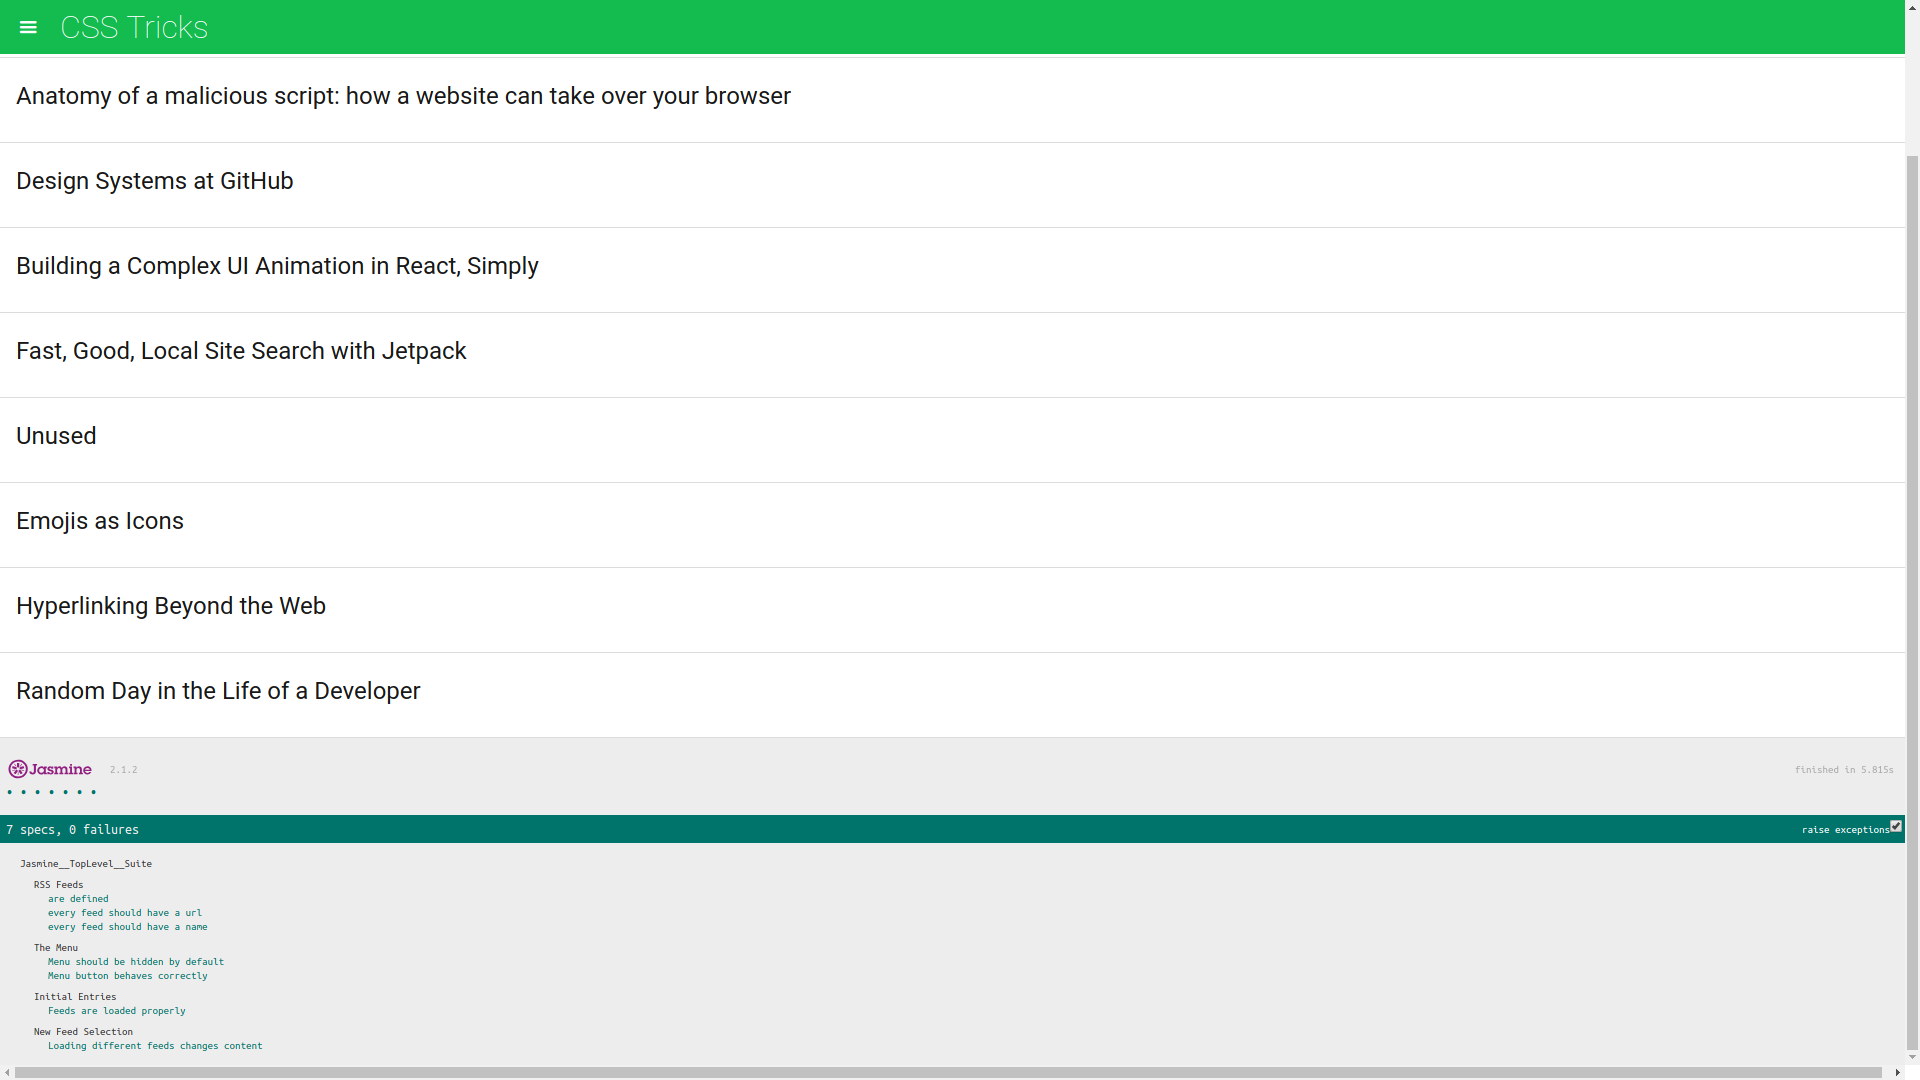 CSS Tricks
Anatomy of a malicious script: how a website can take over your browser
Design Systems at GitHub
Building a Complex UI Animation in React, Simply
Fast, Good, Local Site Search with Jetpack
Unused
Emojis as Icons
Hyperlinking Beyond the Web
Random Day in the Life of a Developer
Jasmine 2.1.2 finished in 5.815s
7 specs, 0 failures raise exceptions
Jasmine__TopLevel__Suite
RSS Feeds
are defined
every feed should have a url
every feed should have a name
The Menu
Menu should be hidden by default
Menu button behaves correctly
Initial Entries
Feeds are loaded properly
New Feed Selection
Loading different feeds changes content